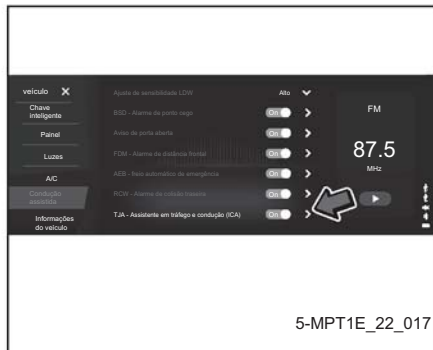 veículo X
Chave
inteligente
Painel
Luzes
A/C
Condução
assistida
Informações
do veículo
Ajuste de sensibilidade LDW Alto
BSD - Alarme de ponto cego On
Aviso de porta aberta On
FDM - Alarme de distância frontal On
AEB - freio automático de emergência On
RCW - Alarme de colisão traseira On
TJA - Assistente em tráfego e condução (ICA) On
FM
87.5
MHz
5-MPT1E_22_017